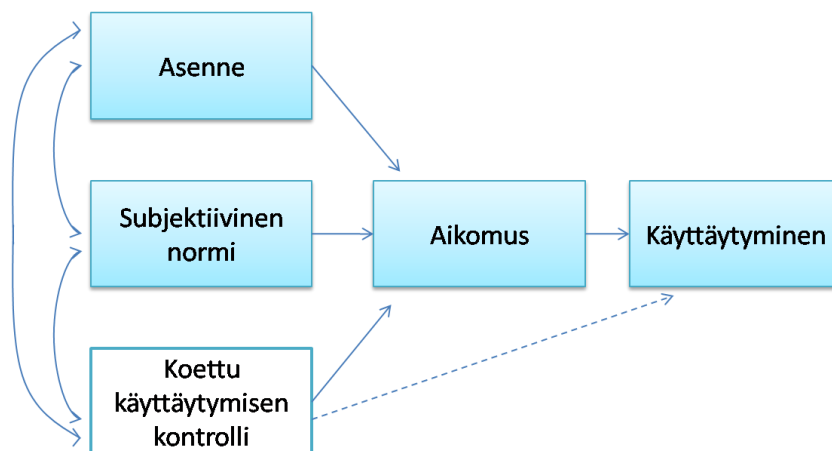 Asenne
Subjektiivinen
normi
Aikomus
Käyttäytyminen
Koettu
käyttäytymisen
kontrolli